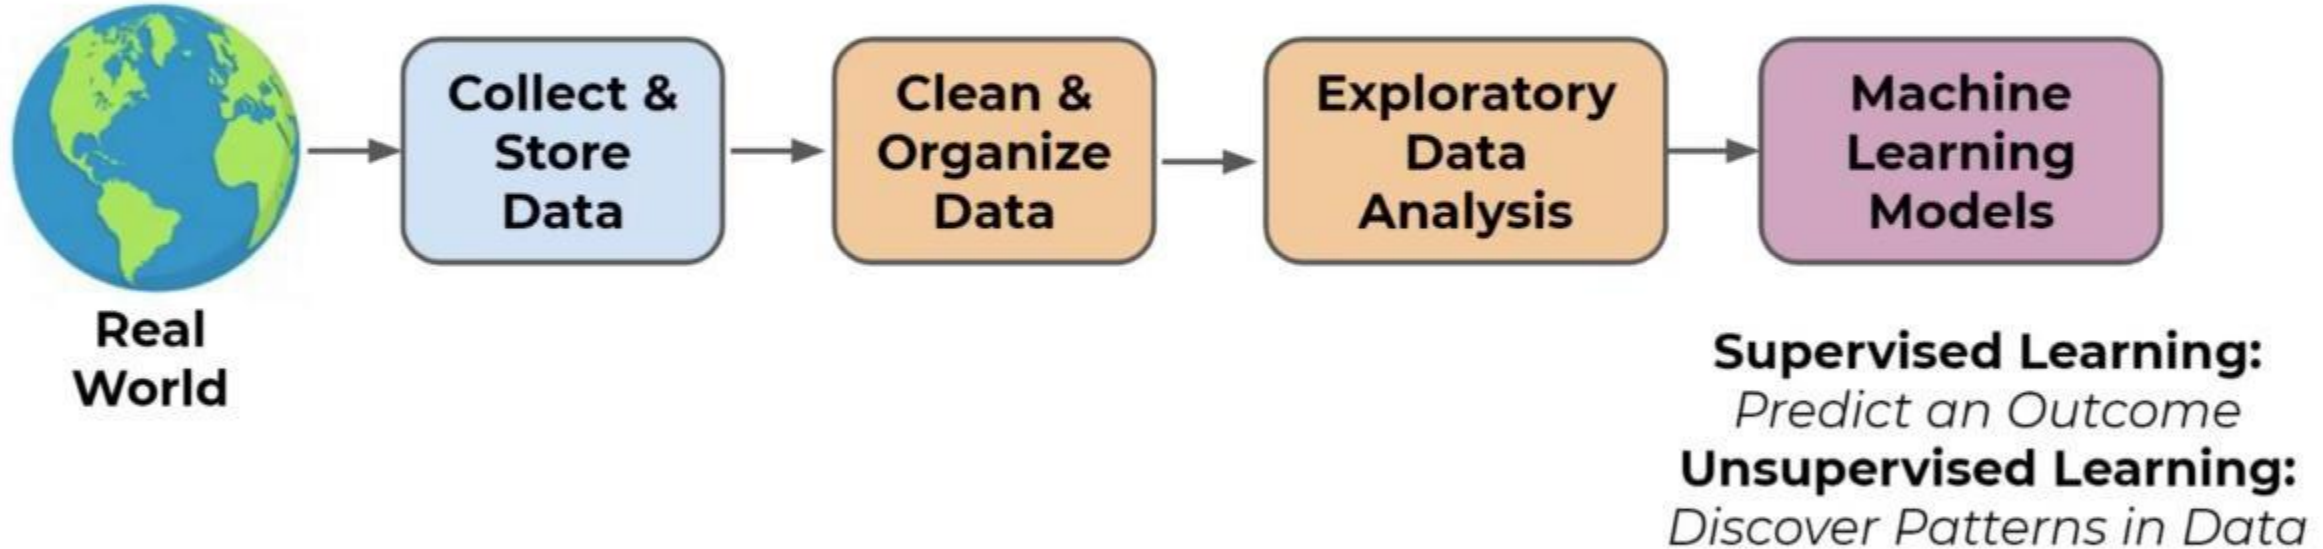 Real
World
Collect &
Store
Data
Clean &
Organize
Data
Exploratory
Data
Analysis
Machine
Learning
Models
Supervised Learning:
Predict an Outcome
Unsupervised Learning:
Discover Patterns in Data